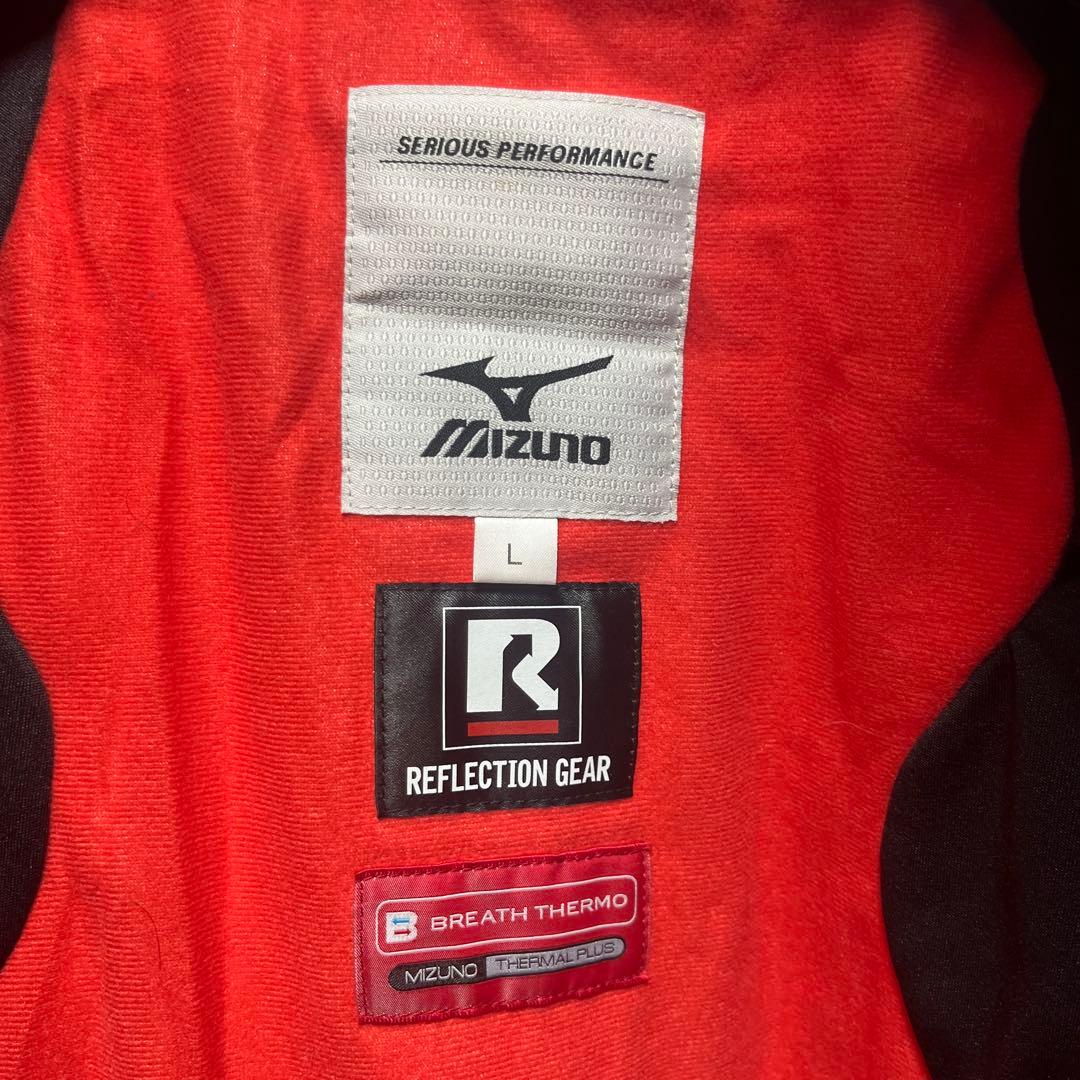 SERIOUS PERFORMANCE
MIZUNO
L
R
REFLECTION GEAR
B BREATH THERMO
MIZUNO THERMAL PLUS